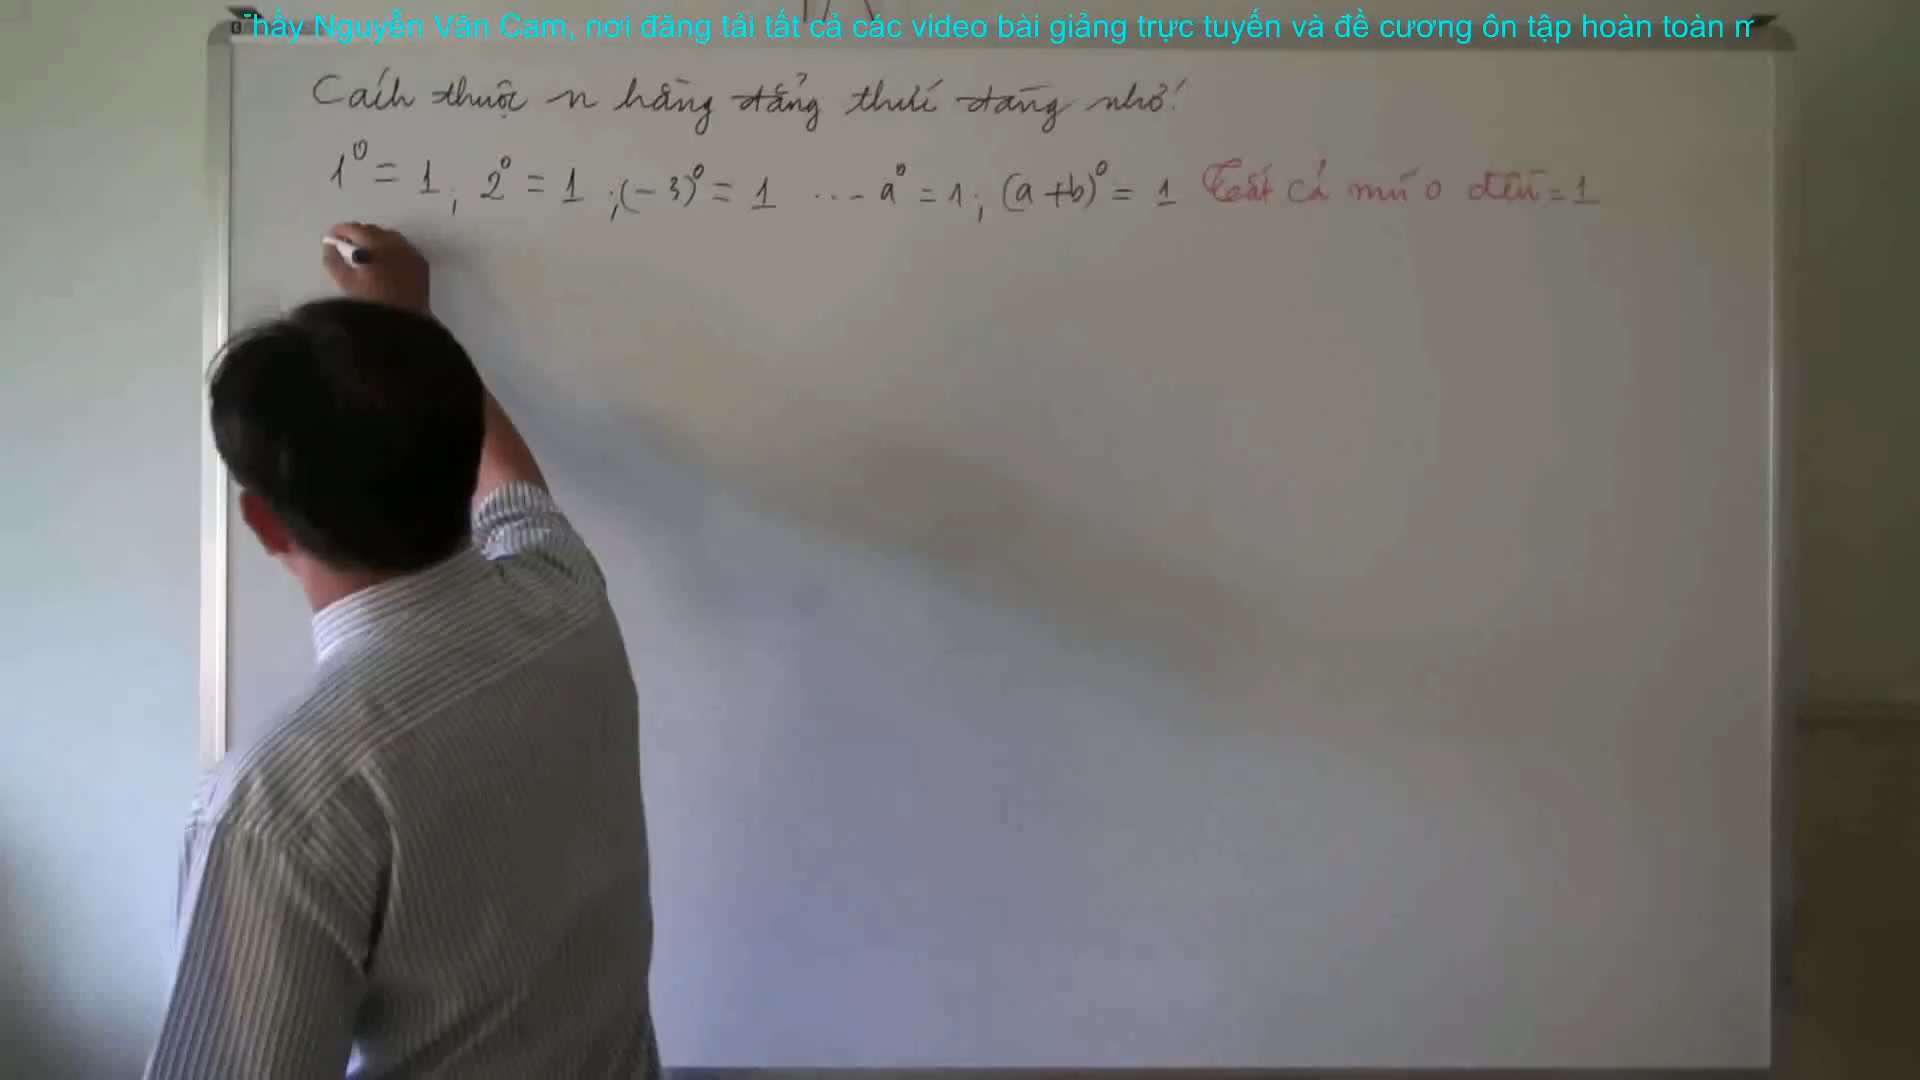 Thầy Nguyễn Văn Cam, nơi đăng tải tất cả các video bài giảng trực tuyến và đề cương ôn tập hoàn toàn m
Cách thuộc n hằng đẳng thức đáng nhớ!
1⁰ = 1; 2⁰ = 1; (-3)⁰ = 1 ... a⁰ = 1; (a+b)⁰ = 1 Tất cả mũ 0 đều = 1